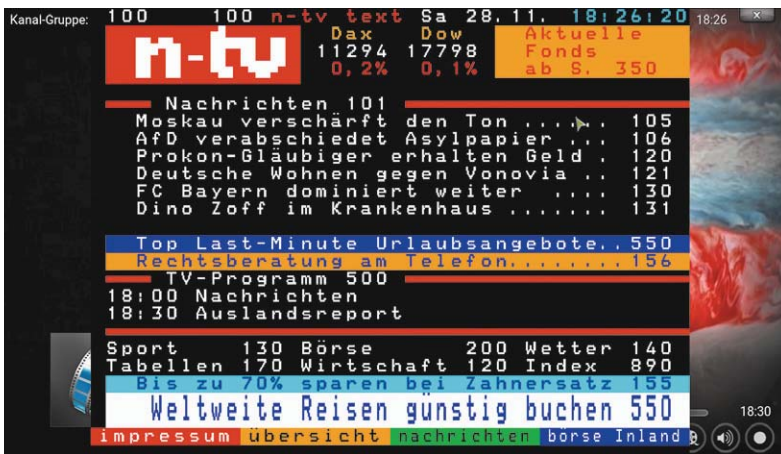 Kanal-Gruppe:
100 100 n-tv text Sa 28.11. 18:26:20
18:26
n-tv
Dax Dow
11294 17798
0,2% 0,1%
Aktuelle
Fonds
ab S. 350
Nachrichten 101
Moskau verschärft den Ton ...... 105
AfD verabschiedet Asylpapier ... 106
Prokon-Gläubiger erhalten Geld . 120
Deutsche Wohnen gegen Vonovia .. 121
FC Bayern dominiert weiter .... 130
Dino Zoff im Krankenhaus ....... 131
Top Last-Minute Urlaubsangebote..550
Rechtsberatung am Telefon........156
TV-Programm 500
18:00 Nachrichten
18:30 Auslandsreport
Sport 130 Börse 200 Wetter 140
Tabellen 170 Wirtschaft 120 Index 890
Bis zu 70% sparen bei Zahnersatz 155
Weltweite Reisen günstig buchen 550
18:30
impressum übersicht nachrichten börse Inland